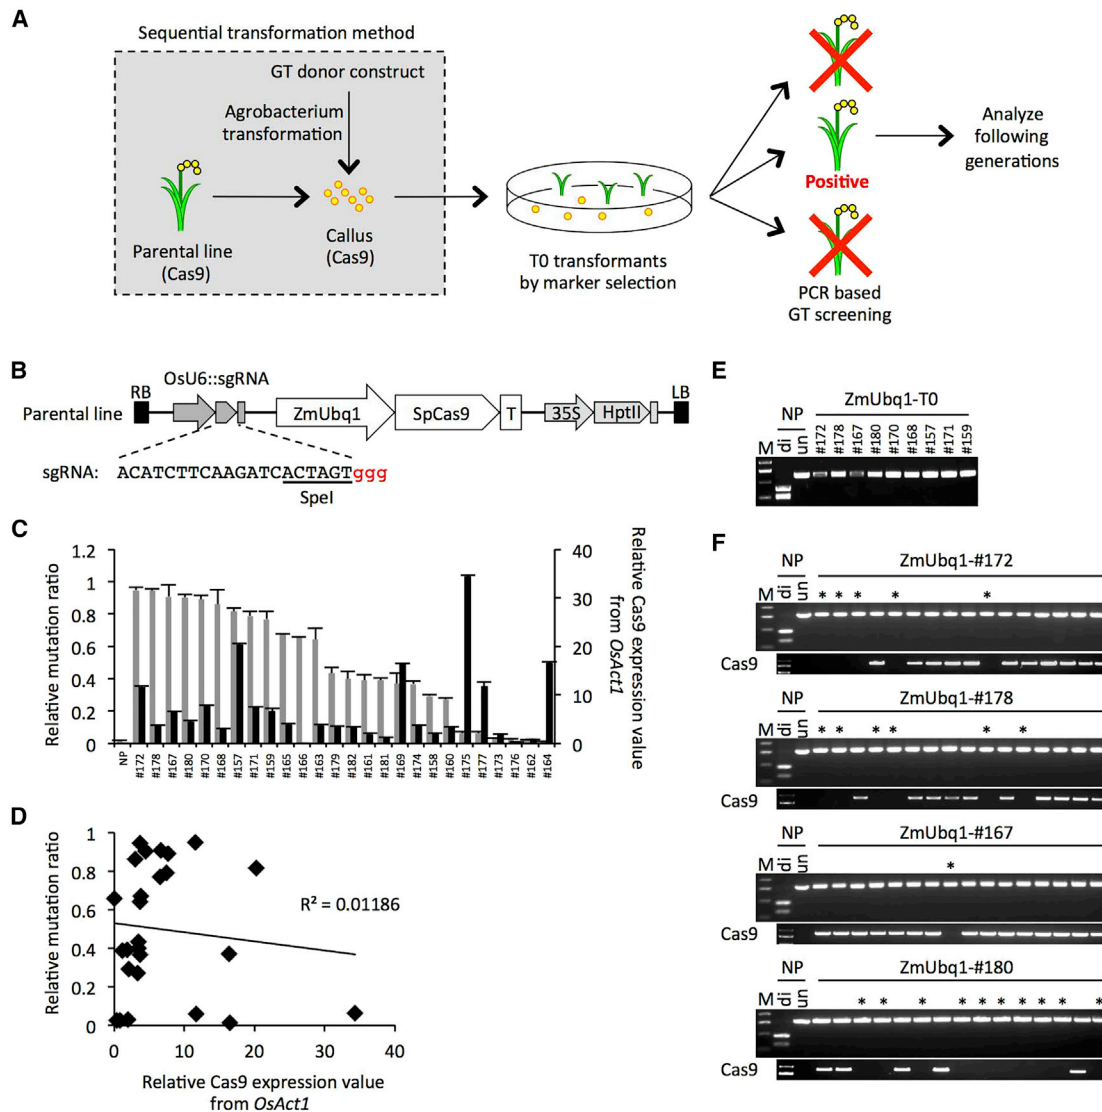 A
Sequential transformation method
GT donor construct
Agrobacterium
transformation
Parental line
(Cas9)
Callus
(Cas9)
T0 transformants
by marker selection
Positive
PCR based
GT screening
Analyze
following
generations
B
RB
OsU6::sgRNA
LB
Parental line
ZmUbq1
SpCas9
T
35S
HptII
sgRNA:
ACATCTTCAAGATCACTAGTggg
SpeI
C
Relative mutation ratio
1.2
1
0.8
0.6
0.4
0.2
0
40
30
20
10
0
Relative Cas9 expression value
from OsAct1
NP
#172
#178
#167
#180
#170
#168
#157
#171
#159
#165
#166
#163
#179
#182
#161
#181
#169
#174
#158
#160
#175
#177
#173
#176
#162
#164
D
Relative mutation ratio
1
0.8
0.6
0.4
0.2
0
R² = 0.01186
0 10 20 30 40
Relative Cas9 expression value
from OsAct1
E
NP
ZmUbq1-T0
M
di
un
#172
#178
#167
#180
#170
#168
#157
#171
#159
F
NP
ZmUbq1-#172
M
di
un
* * * * *
Cas9
NP
ZmUbq1-#178
M
di
un
* * * * * *
Cas9
NP
ZmUbq1-#167
M
di
un
*
Cas9
NP
ZmUbq1-#180
M
di
un
* * * * * * * * * *
Cas9